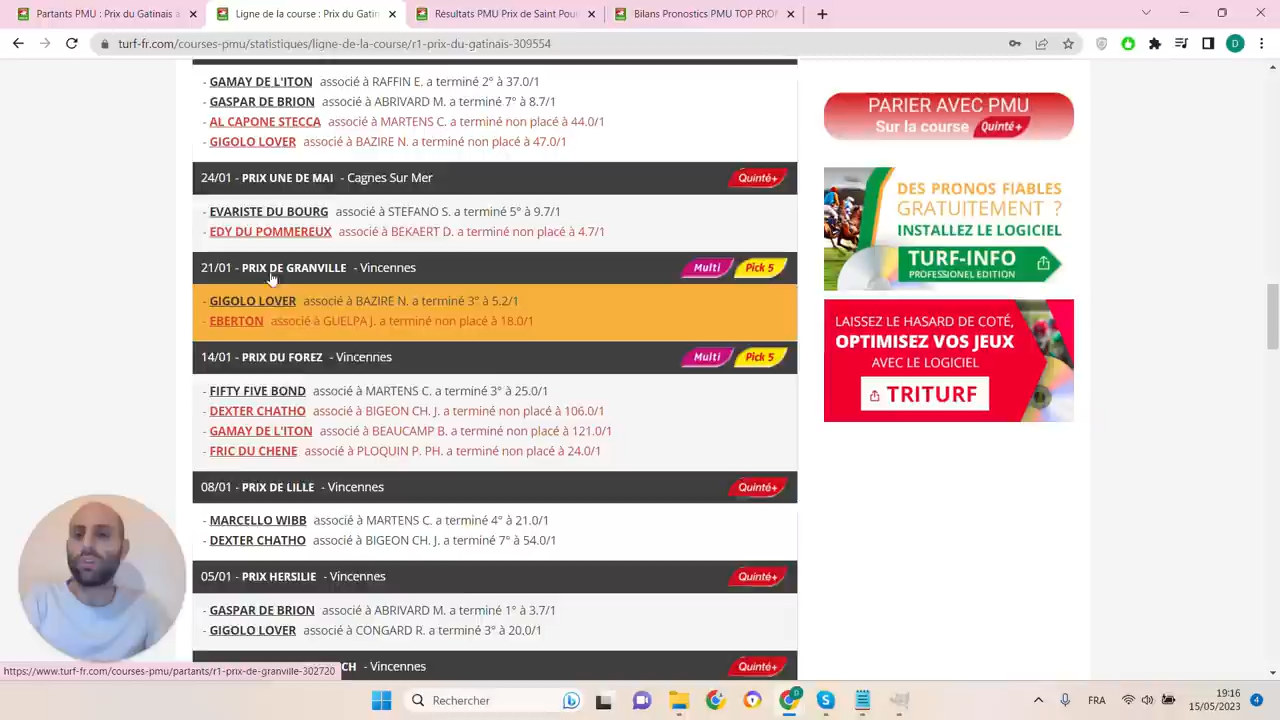 Ligne du Prix du Gatinais
Ligne du Prix du Gatin
Résultats PMU de Saint Pou
Bilans Pronostics PMU TOP PRO
turf-fr.com/courses-pmu/statistiques/courses/ligne/r1-prix-du-gatinais-309554
D
- GAMAY DE L'ITON associé à RAFFIN E. a terminé 2° à 37.0/1
- GASPAR DE BRION associé à ABRIVARD M. a terminé 7° à 8.7/1
- AL CAPONE STECCA associé à MARTENS C. a terminé non placé à 44.0/1
- GIGOLO LOVER associé à BAZIRE N. a terminé non placé à 47.0/1
24/01 - PRIX UNE DE MAI - Cagnes Sur Mer Quinté+
- EVARISTE DU BOURG associé à STEFANO S. a terminé 5° à 9.7/1
- EDY DU POMMEREUX associé à BEKAERT D. a terminé non placé à 4.7/1
21/01 - PRIX DE GRANVILLE - Vincennes Multi Pick 5
- GIGOLO LOVER associé à BAZIRE N. a terminé 3° à 5.2/1
- EBERTON associé à GUELPA J. a terminé non placé à 18.0/1
14/01 - PRIX DU FOREZ - Vincennes Multi Pick 5
- FIFTY FIVE BOND associé à MARTENS C. a terminé 3° à 25.0/1
- DEXTER CHATHO associé à BIGEON CH. J. a terminé non placé à 106.0/1
- GAMAY DE L'ITON associé à BEAUCAMP B. a terminé non placé à 121.0/1
- FRIC DU CHENE associé à PLOQUIN P. PH. a terminé non placé à 24.0/1
08/01 - PRIX DE LILLE - Vincennes Quinté+
- MARCELLO WIBB associé à MARTENS C. a terminé 4° à 21.0/1
- DEXTER CHATHO associé à BIGEON CH. J. a terminé 7° à 54.0/1
05/01 - PRIX HERSILIE - Vincennes Quinté+
- GASPAR DE BRION associé à ABRIVARD M. a terminé 1° à 3.7/1
- GIGOLO LOVER associé à CONGARD R. a terminé 3° à 20.0/1
CH - Vincennes Quinté+
PARIER AVEC PMU
Sur la course Quinté+
DES PRONOS FIABLES
GRATUITEMENT ?
INSTALLEZ LE LOGICIEL
TURF-INFO
PROFESSIONEL EDITION
LAISSEZ LE HASARD DE COTÉ,
OPTIMISEZ VOS JEUX
AVEC LE LOGICIEL
TRITURF
https://www.turf-fr.com/courses-pmu/partants/r1-prix-de-granville-302720
Rechercher
FRA
19:16
15/05/2023
4